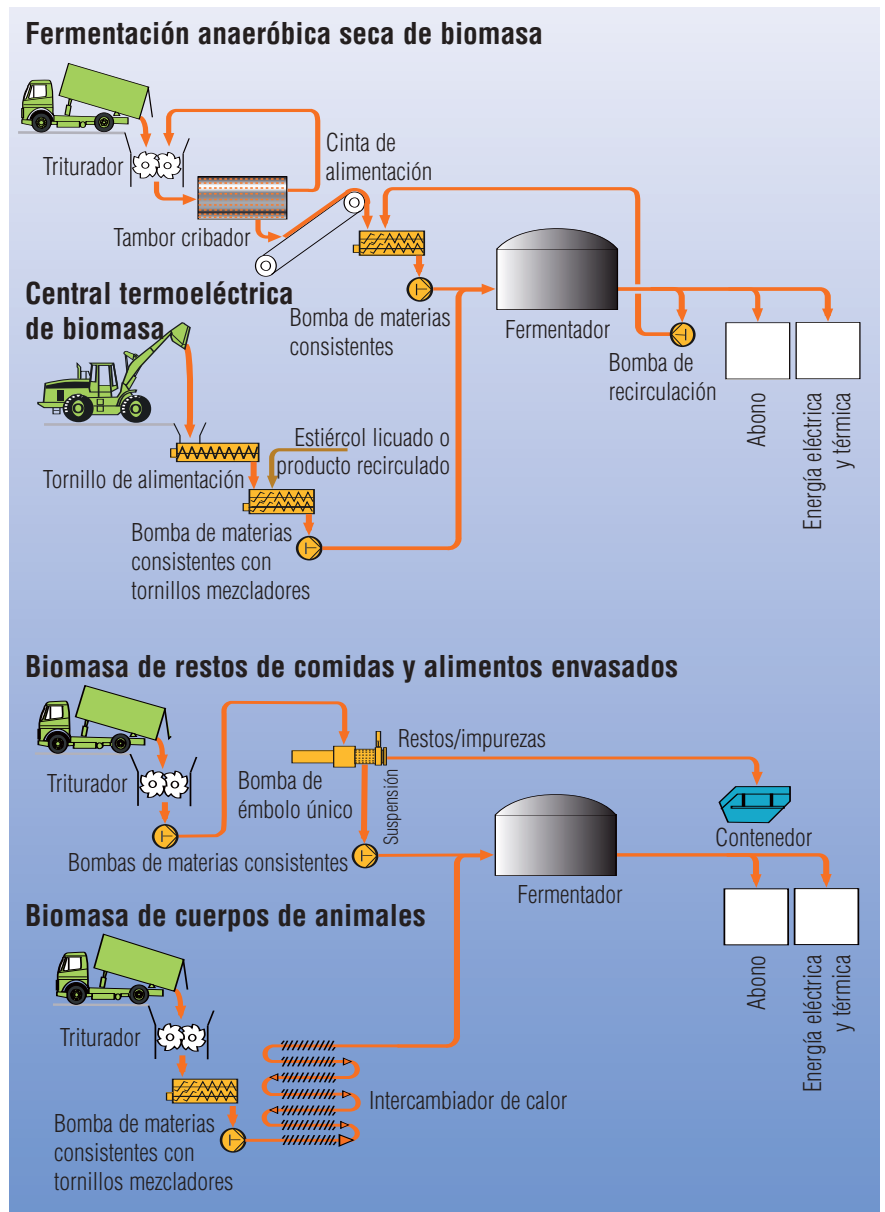 Fermentación anaeróbica seca de biomasa
Cinta de
alimentación
Triturador
Tambor cribador
Bomba de materias
consistentes
Fermentador
Bomba de
recirculación
Abono
Energía eléctrica
y térmica
Central termoeléctrica
de biomasa
Estiércol licuado o
producto recirculado
Tornillo de alimentación
Bomba de materias
consistentes con
tornillos mezcladores
Biomasa de restos de comidas y alimentos envasados
Restos/impurezas
Triturador
Bomba de
émbolo único
Suspensión
Contenedor
Bombas de materias consistentes
Fermentador
Abono
Energía eléctrica
y térmica
Biomasa de cuerpos de animales
Triturador
Intercambiador de calor
Bomba de materias
consistentes con
tornillos mezcladores